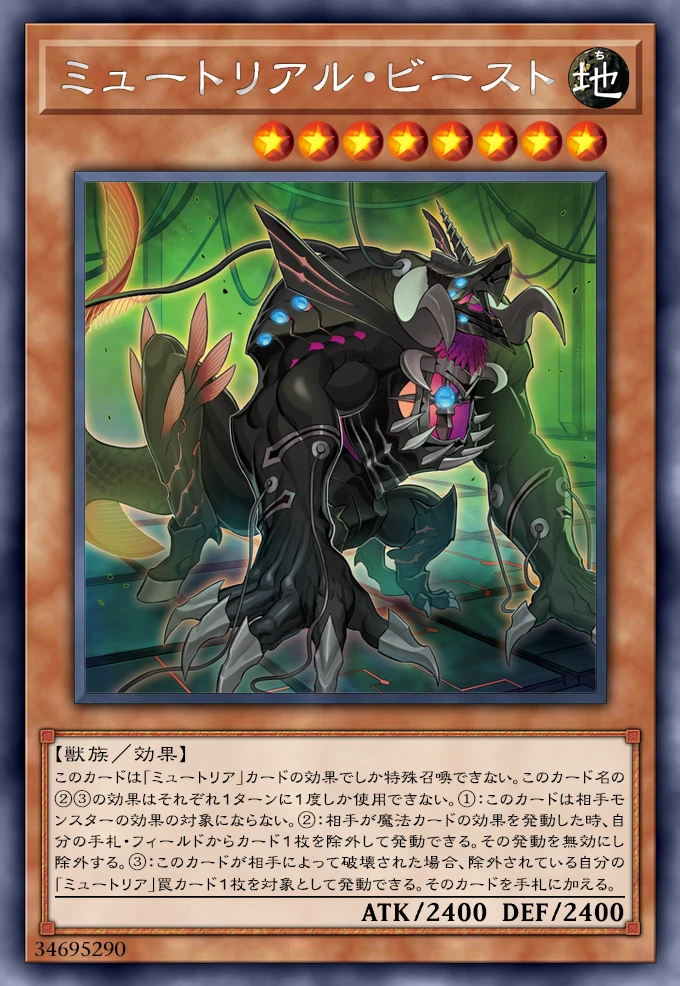 ミュートリアル・ビースト
ち
地
【獣族／効果】
このカードは「ミュートリア」カードの効果でしか特殊召喚できない。このカード名の
②③の効果はそれぞれ1ターンに1度しか使用できない。①：このカードは相手モ
ンスターの効果の対象にならない。②：相手が魔法カードの効果を発動した時、自
分の手札・フィールドからカード1枚を除外して発動できる。その発動を無効にし
除外する。③：このカードが相手によって破壊された場合、除外されている自分の
「ミュートリア」罠カード1枚を対象として発動できる。そのカードを手札に加える。
ATK/2400 DEF/2400
34695290